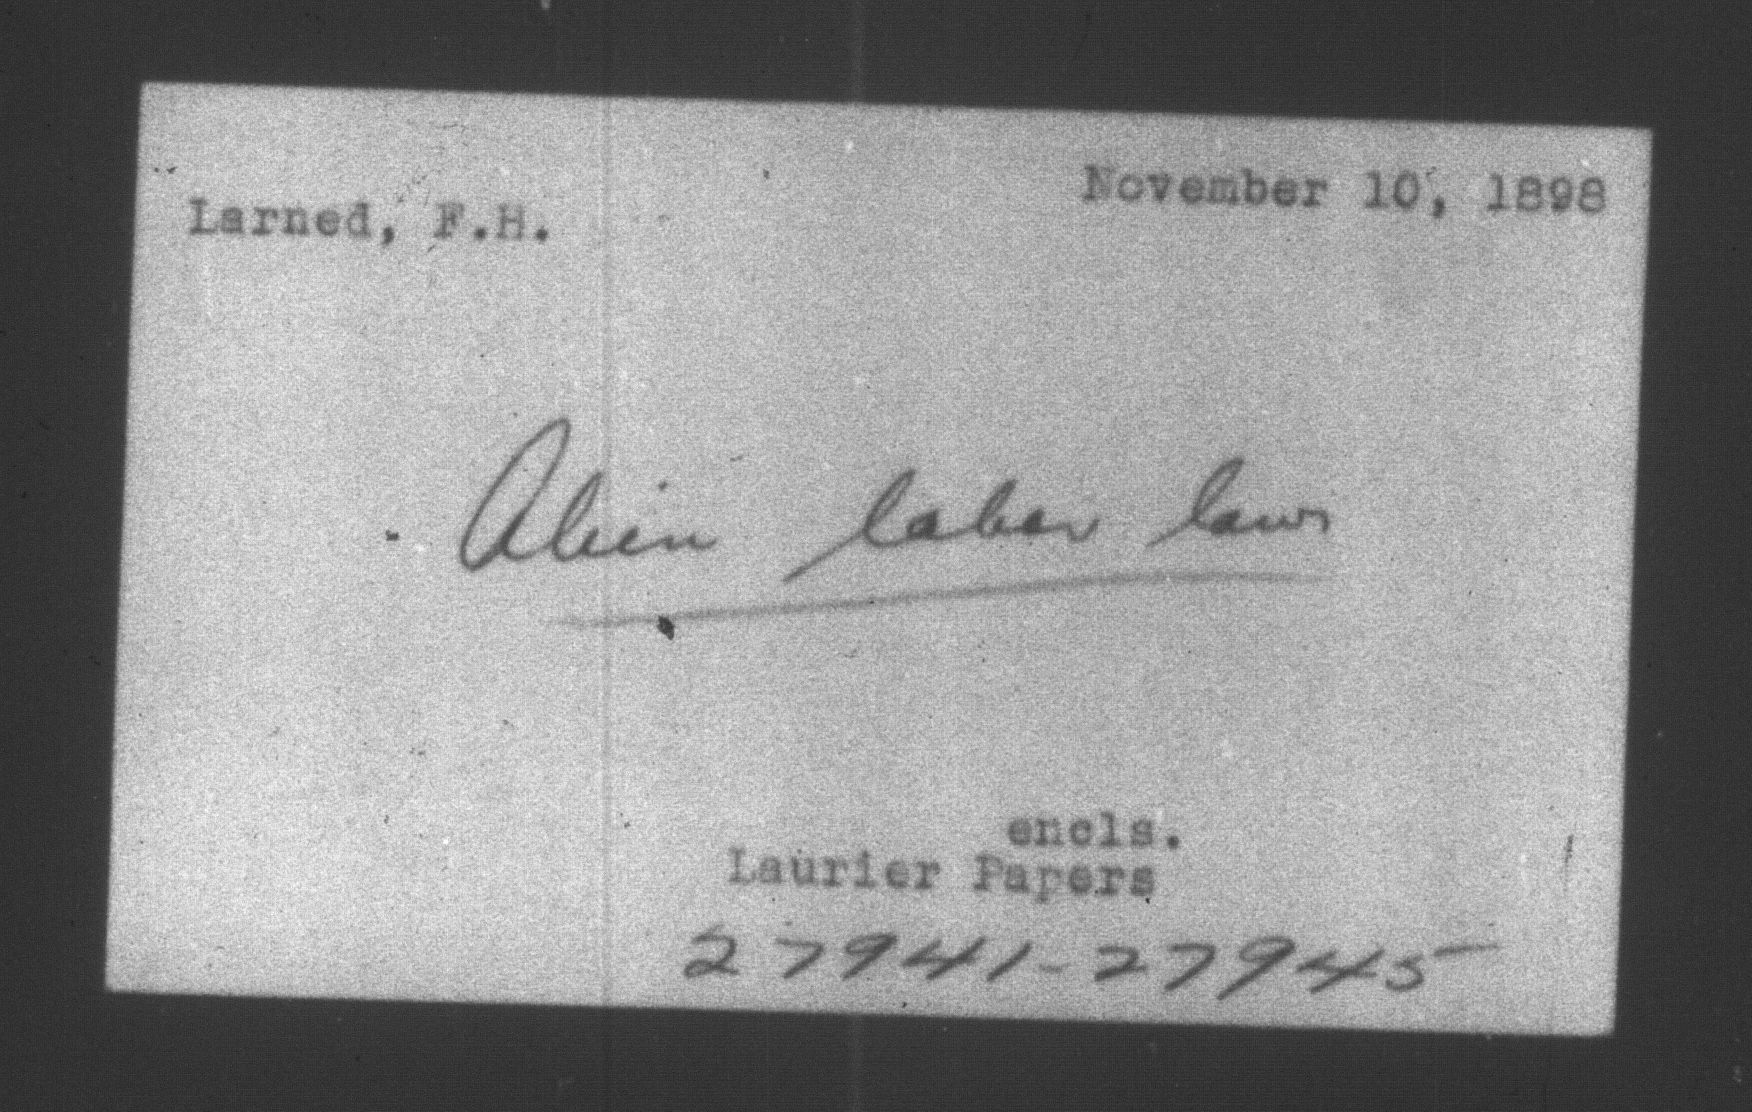 November 10, 1898
Larned, F.H.
Alien labor laws
encls.
Laurier Papers
27941-27945